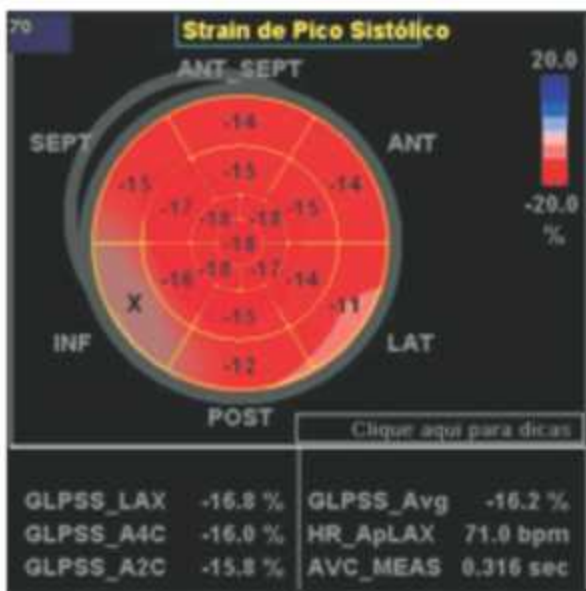 70
Strain de Pico Sistólico
ANT_SEPT
20.0
SEPT
ANT
-14
-15
-15
-14
-17
-15
-18
-18
-20.0
-18
%
-16
-18
-17
-14
X
-11
-15
INF
LAT
-12
POST
Clique aqui para dicas
GLPSS_LAX -16.8 %
GLPSS_Avg -16.2 %
GLPSS_A4C -16.0 %
HR_ApLAX 71.0 bpm
GLPSS_A2C -15.8 %
AVC_MEAS 0.316 sec